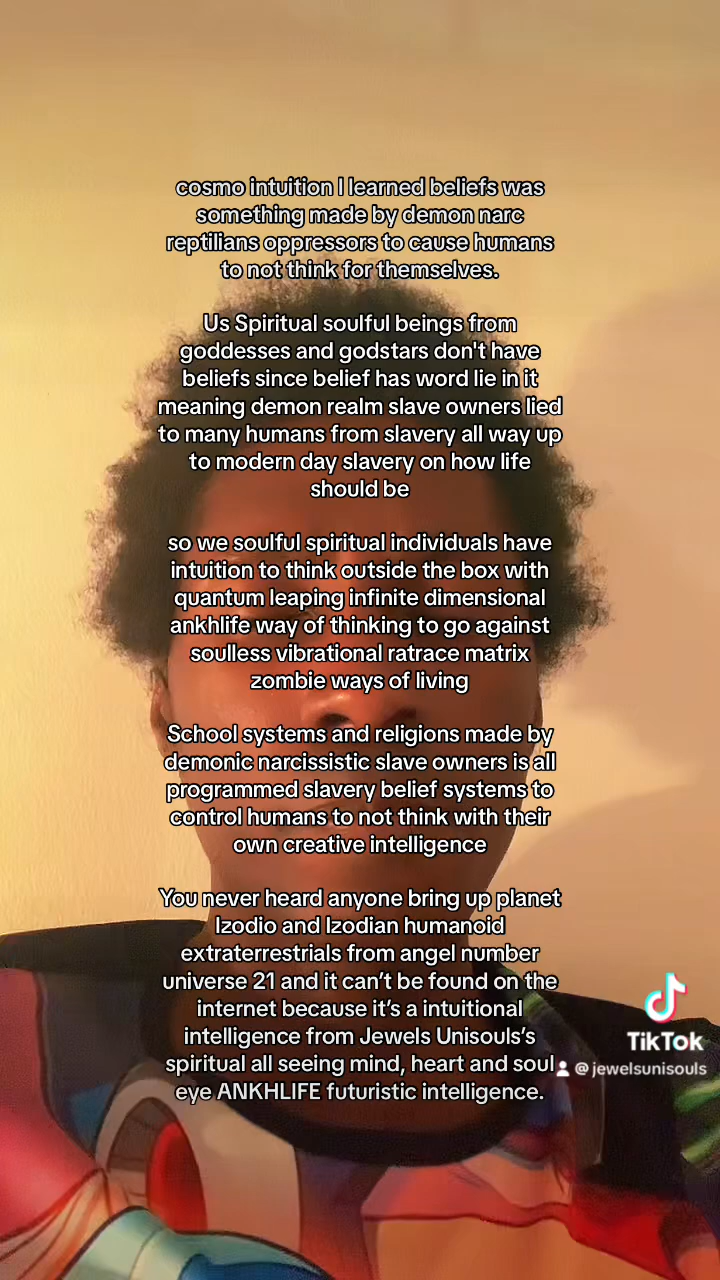 cosmo intuition I learned beliefs was
something made by demon narc
reptilians oppressors to cause humans
to not think for themselves.
Us Spiritual soulful beings from
goddesses and godstars don't have
beliefs since belief has word lie in it
meaning demon realm slave owners lied
to many humans from slavery all way up
to modern day slavery on how life
should be
so we soulful spiritual individuals have
intuition to think outside the box with
quantum leaping infinite dimensional
ankhlife way of thinking to go against
soulless vibrational ratrace matrix
zombie ways of living
School systems and religions made by
demonic narcissistic slave owners is all
programmed slavery belief systems to
control humans to not think with their
own creative intelligence
You never heard anyone bring up planet
Izodio and Izodian humanoid
extraterrestrials from angel number
universe 21 and it can't be found on the
internet because it's a intuitional
intelligence from Jewels Unisouls's
spiritual all seeing mind, heart and soul
eye ANKHLIFE futuristic intelligence.
TikTok
@jewelsunisouls